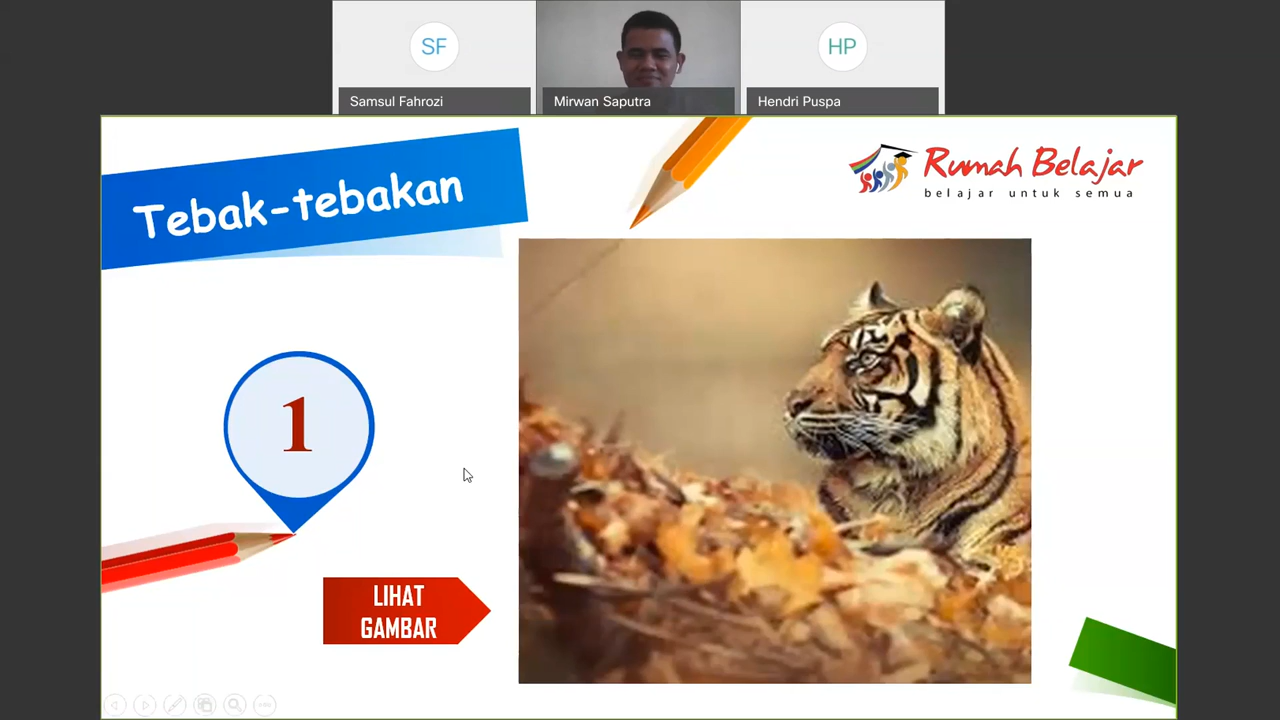 SF
HP
Samsul Fahrozi
Mirwan Saputra
Hendri Puspa
Tebak-tebakan
Rumah Belajar
belajar untuk semua
1
LIHAT
GAMBAR